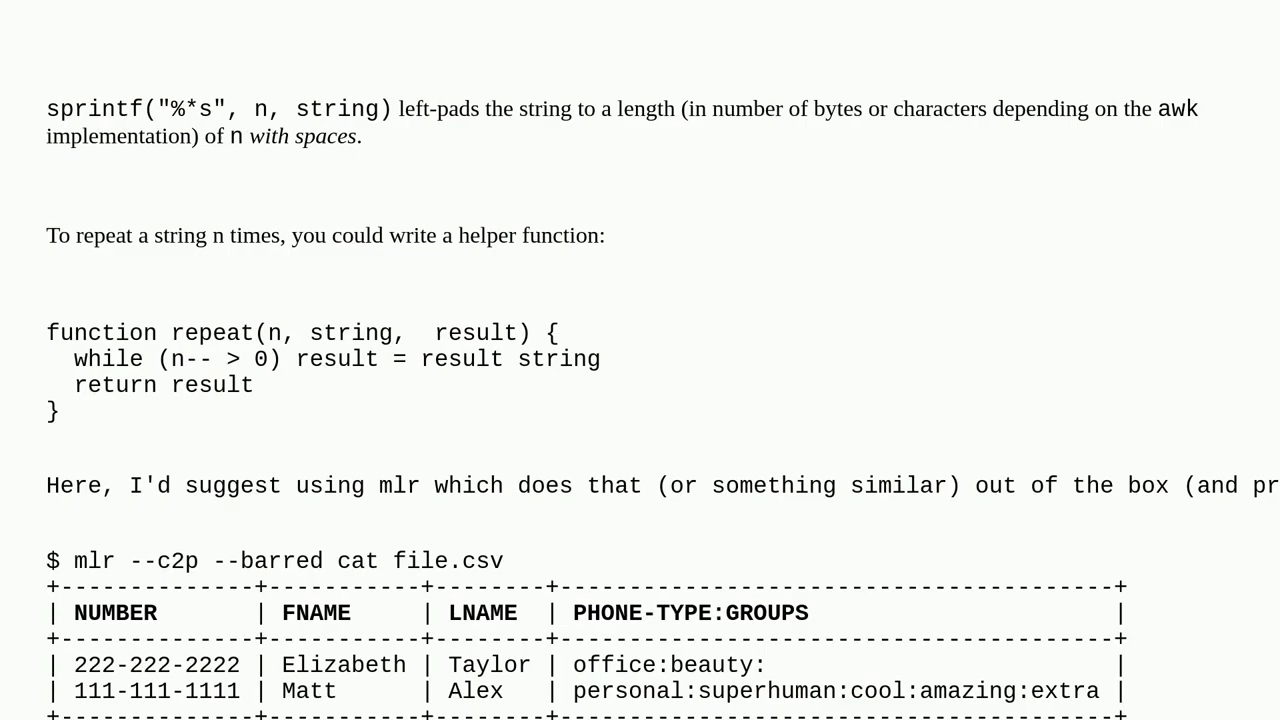 sprintf("%*s", n, string) left-pads the string to a length (in number of bytes or characters depending on the awk
implementation) of n with spaces.
To repeat a string n times, you could write a helper function:
function repeat(n, string,  result) {
  while (n-- > 0) result = result string
  return result
}
Here, I'd suggest using mlr which does that (or something similar) out of the box (and pr
$ mlr --c2p --barred cat file.csv
+--------------+-----------+--------+----------------------------------------+
| NUMBER       | FNAME     | LNAME  | PHONE-TYPE:GROUPS                      |
+--------------+-----------+--------+----------------------------------------+
| 222-222-2222 | Elizabeth | Taylor | office:beauty:                         |
| 111-111-1111 | Matt      | Alex   | personal:superhuman:cool:amazing:extra |
+--------------+-----------+--------+----------------------------------------+